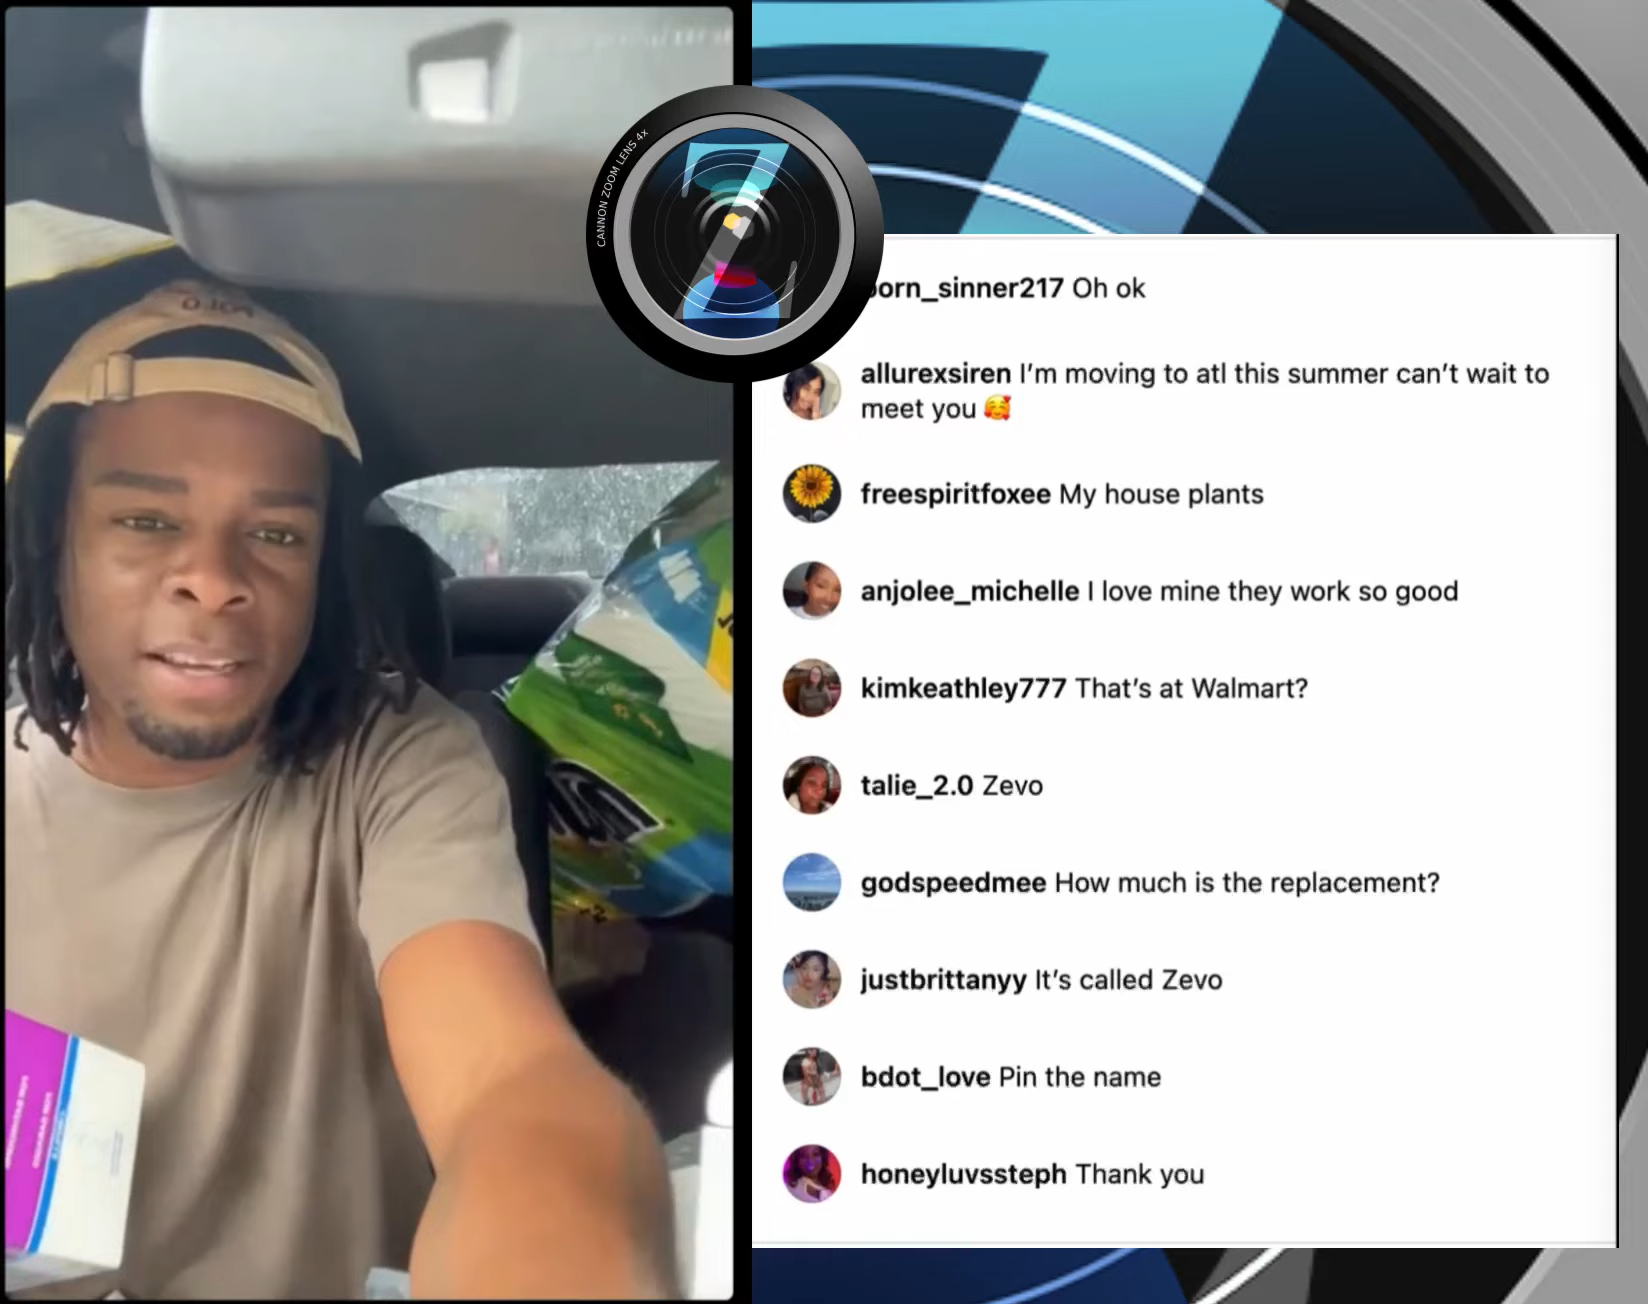 CANNON ZOOM LENS 4x
POLO
born_sinner217 Oh ok
allurexsiren I’m moving to atl this summer can’t wait to
meet you 🥰
freespiritfoxee My house plants
anjolee_michelle I love mine they work so good
kimkeathley777 That’s at Walmart?
talie_2.0 Zevo
godspeedmee How much is the replacement?
justbrittanyy It’s called Zevo
bdot_love Pin the name
honeyluvssteph Thank you